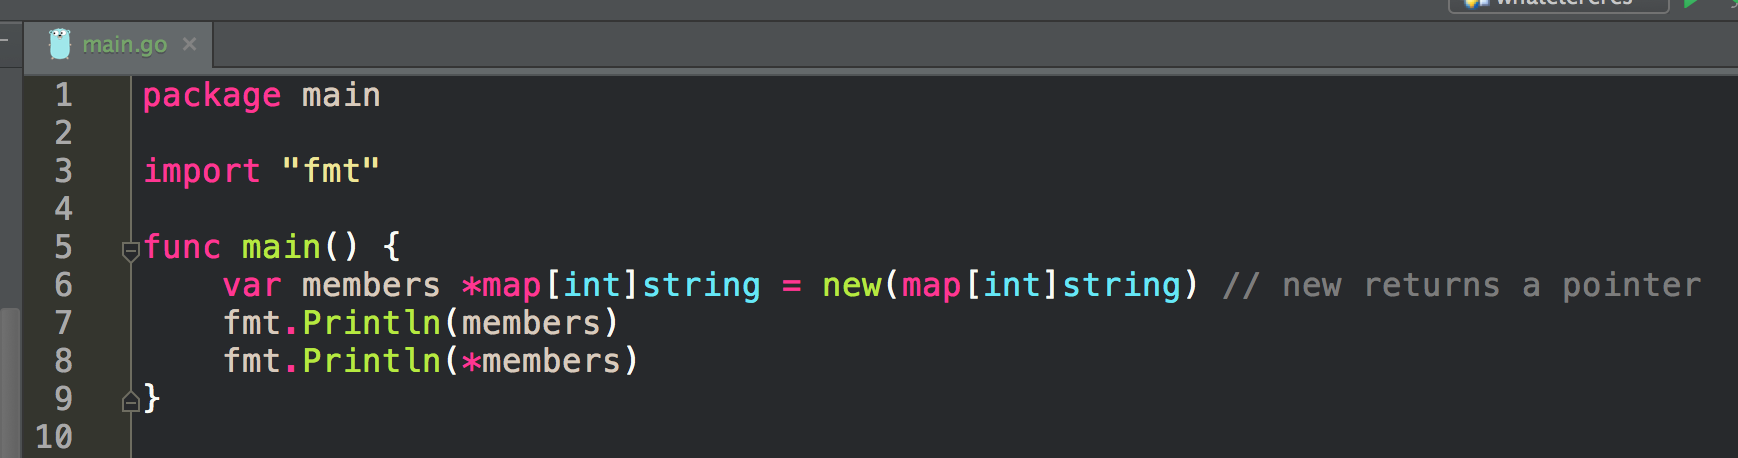 main.go
1 package main
2
3 import "fmt"
4
5 func main() {
6 var members *map[int]string = new(map[int]string) // new returns a pointer
7 fmt.Println(members)
8 fmt.Println(*members)
9 }
10